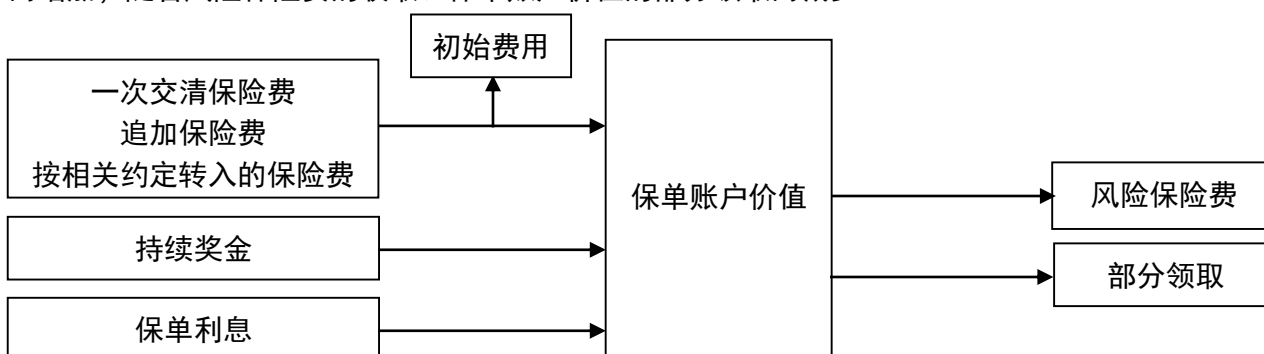 初始费用
一次交清保险费
追加保险费
按相关约定转入的保险费
保单账户价值
风险保险费
持续奖金
部分领取
保单利息